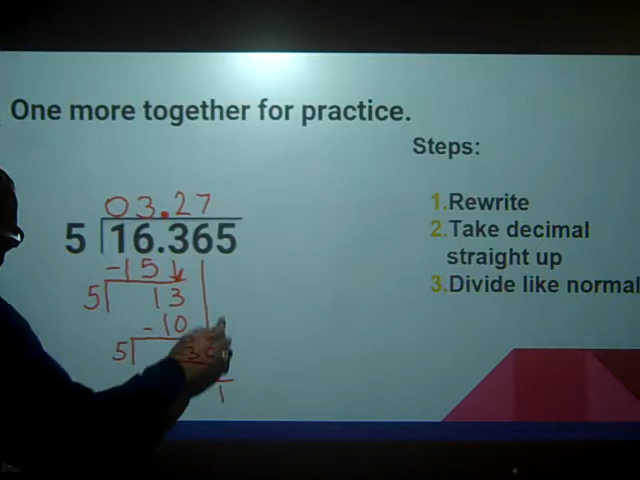 One more together for practice.
Steps:
1.Rewrite
2.Take decimal
straight up
3.Divide like normal
03.27
5 16.365
-15
5 13
-10
5 36
1